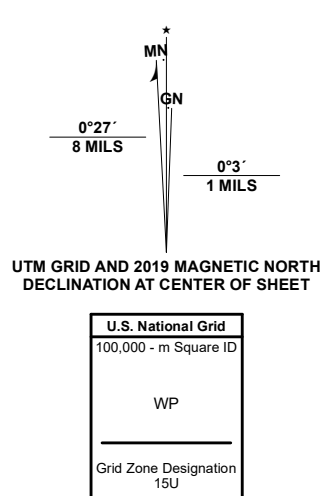 ★
MN
GN
0°27´
8 MILS
0°3´
1 MILS
UTM GRID AND 2019 MAGNETIC NORTH
DECLINATION AT CENTER OF SHEET
U.S. National Grid
100,000 - m Square ID
WP
Grid Zone Designation
15U